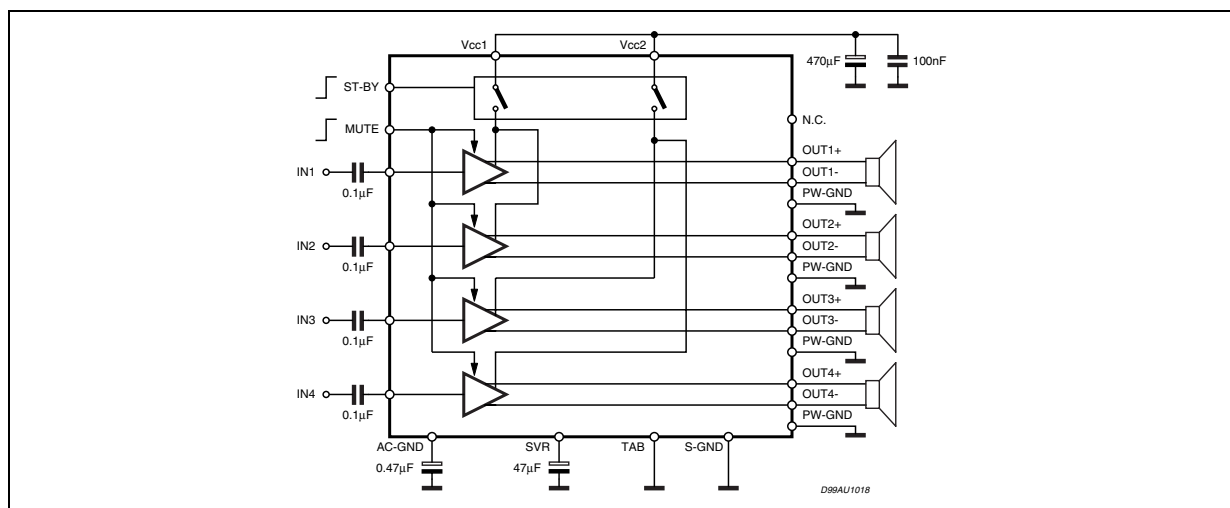 Vcc1
Vcc2
470μF
100nF
ST-BY
N.C.
MUTE
OUT1+
IN1
OUT1-
0.1μF
PW-GND
OUT2+
IN2
OUT2-
0.1μF
PW-GND
OUT3+
IN3
OUT3-
0.1μF
PW-GND
OUT4+
IN4
OUT4-
0.1μF
PW-GND
AC-GND
SVR
TAB
S-GND
0.47μF
47μF
D99AU1018